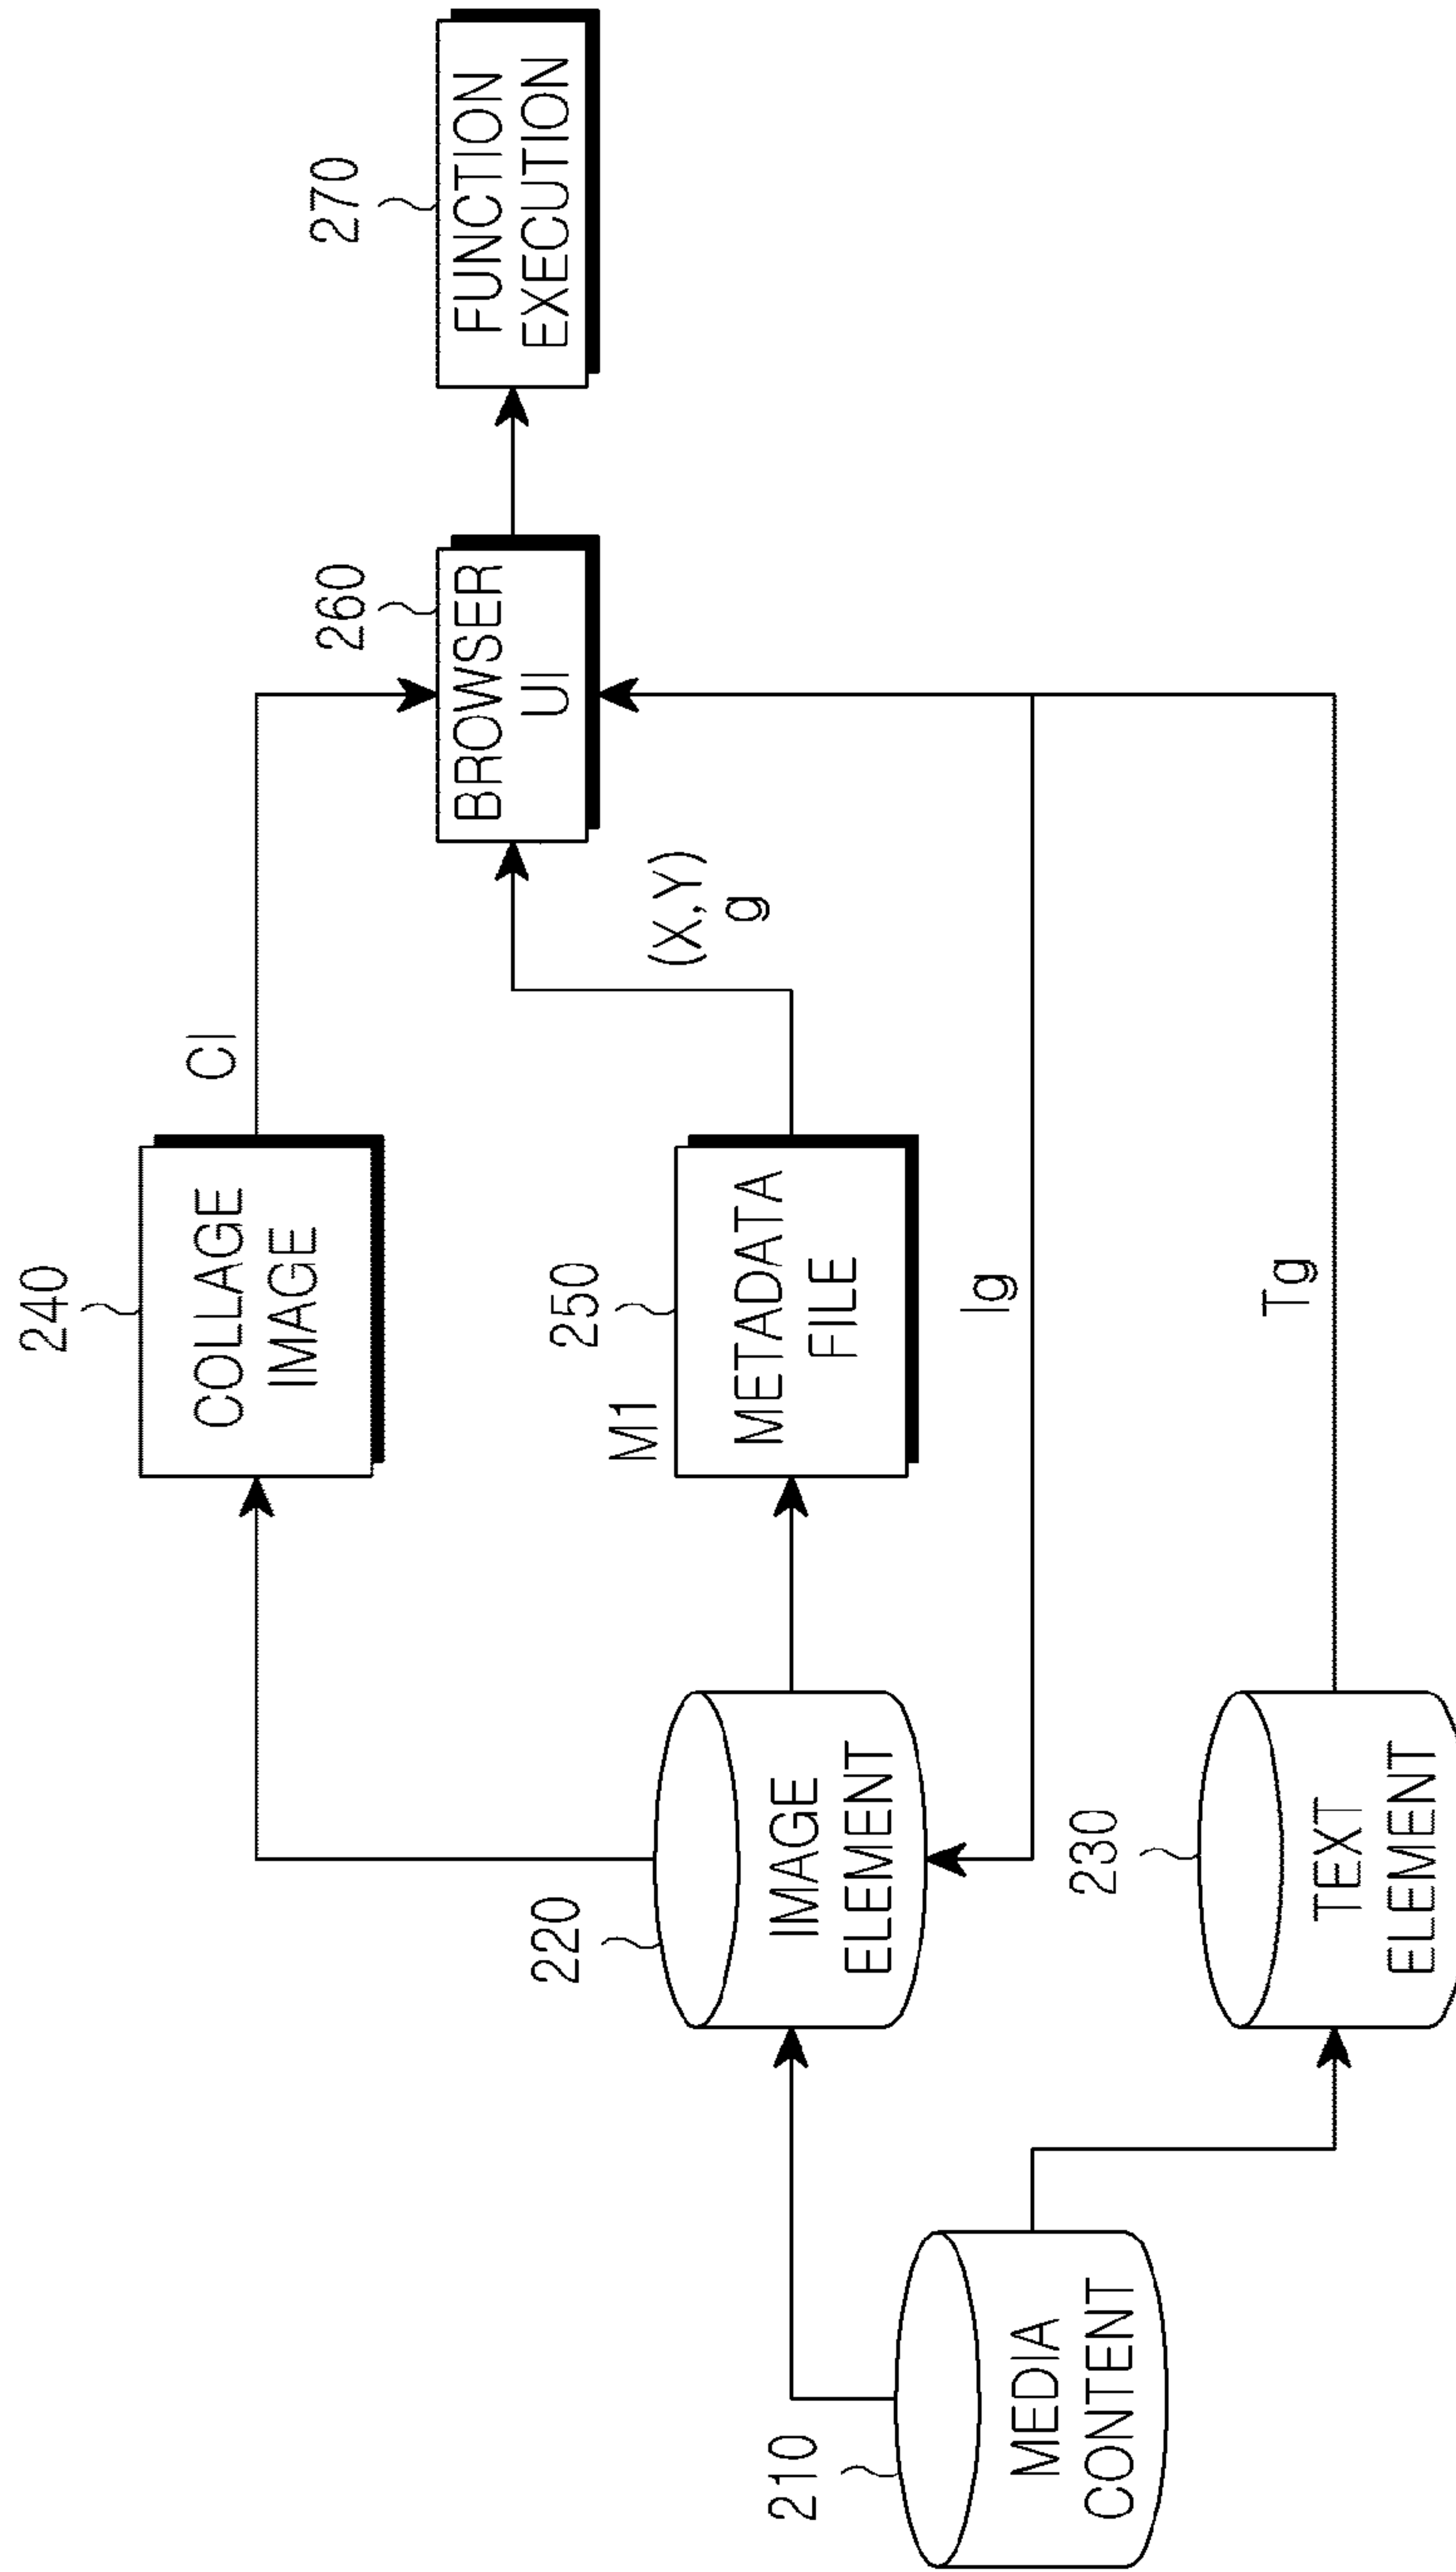 240
COLLAGE
IMAGE
CI
270
260
FUNCTION
EXECUTION
BROWSER
UI
220
250
M1
METADATA
FILE
(X,Y)
g
IMAGE
ELEMENT
Ig
210
MEDIA
CONTENT
230
TEXT
ELEMENT
Tg